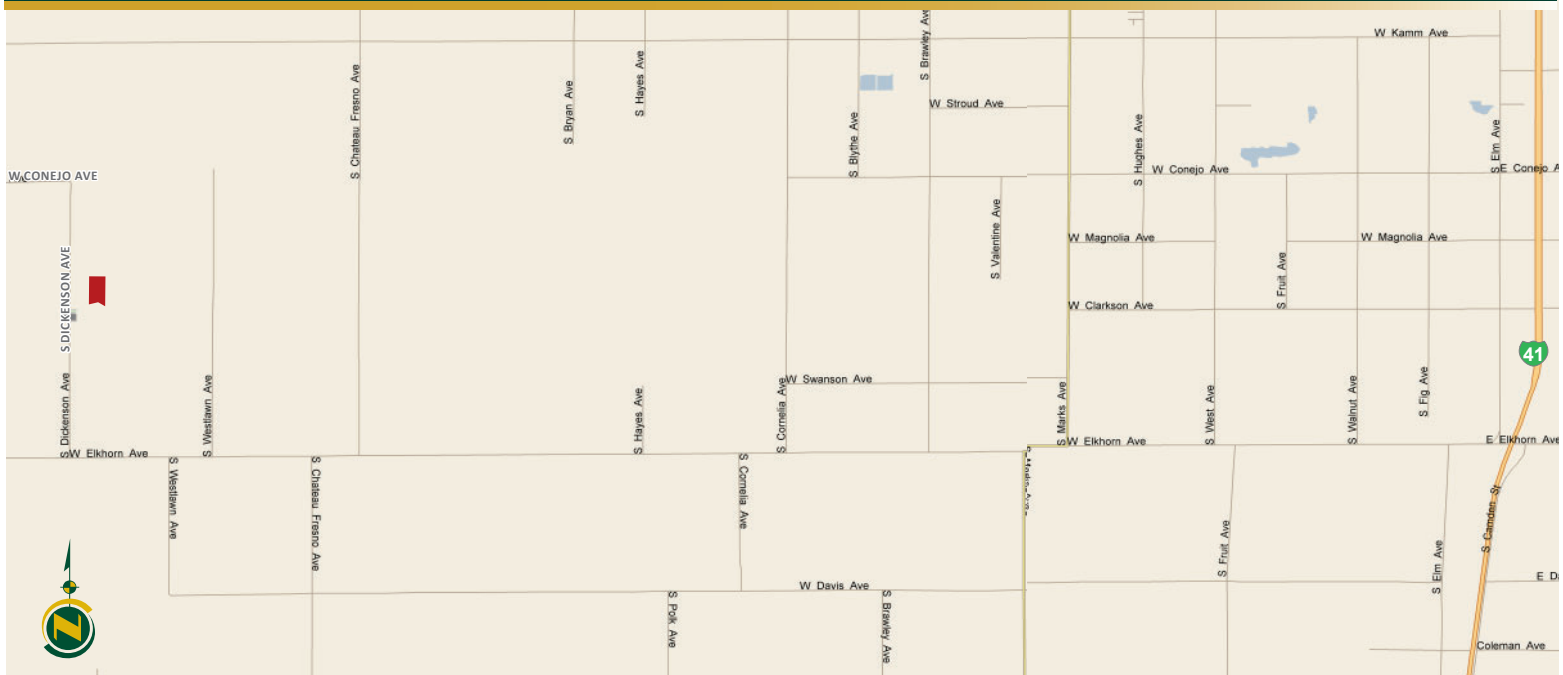 W Kamm Ave
S Brawley Ave
S Hayes Ave
S Chateau Fresno Ave
S Bryan Ave
W Stroud Ave
S Blythe Ave
S Hughes Ave
S Elm Ave
W CONEJO AVE
W Conejo Ave
E Conejo A
S Valentine Ave
W Magnolia Ave
W Magnolia Ave
S DICKENSON AVE
S Fruit Ave
W Clarkson Ave
41
S Dickenson Ave
S Westlawn Ave
S Hayes Ave
S Cornelia Ave
W Swanson Ave
S Marks Ave
S West Ave
S Walnut Ave
S Fig Ave
W Elkhorn Ave
W Elkhorn Ave
E Elkhorn Ave
S Westlawn Ave
S Chateau Fresno Ave
S Cornelia Ave
S Fruit Ave
S Elm Ave
S Camden St
W Davis Ave
E D
S Polk Ave
S Brawley Ave
Coleman Ave
N